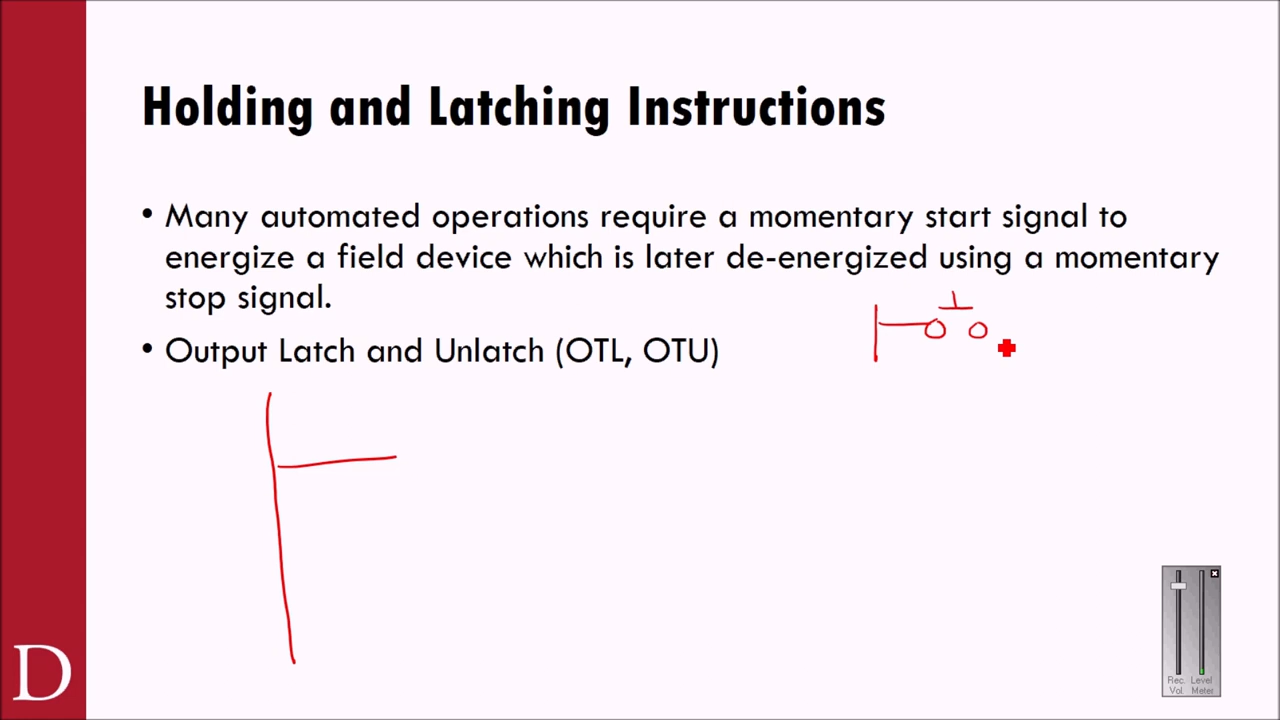 Holding and Latching Instructions
• Many automated operations require a momentary start signal to
energize a field device which is later de-energized using a momentary
stop signal.
• Output Latch and Unlatch (OTL, OTU)
D
Rec. Level
Vol Meter